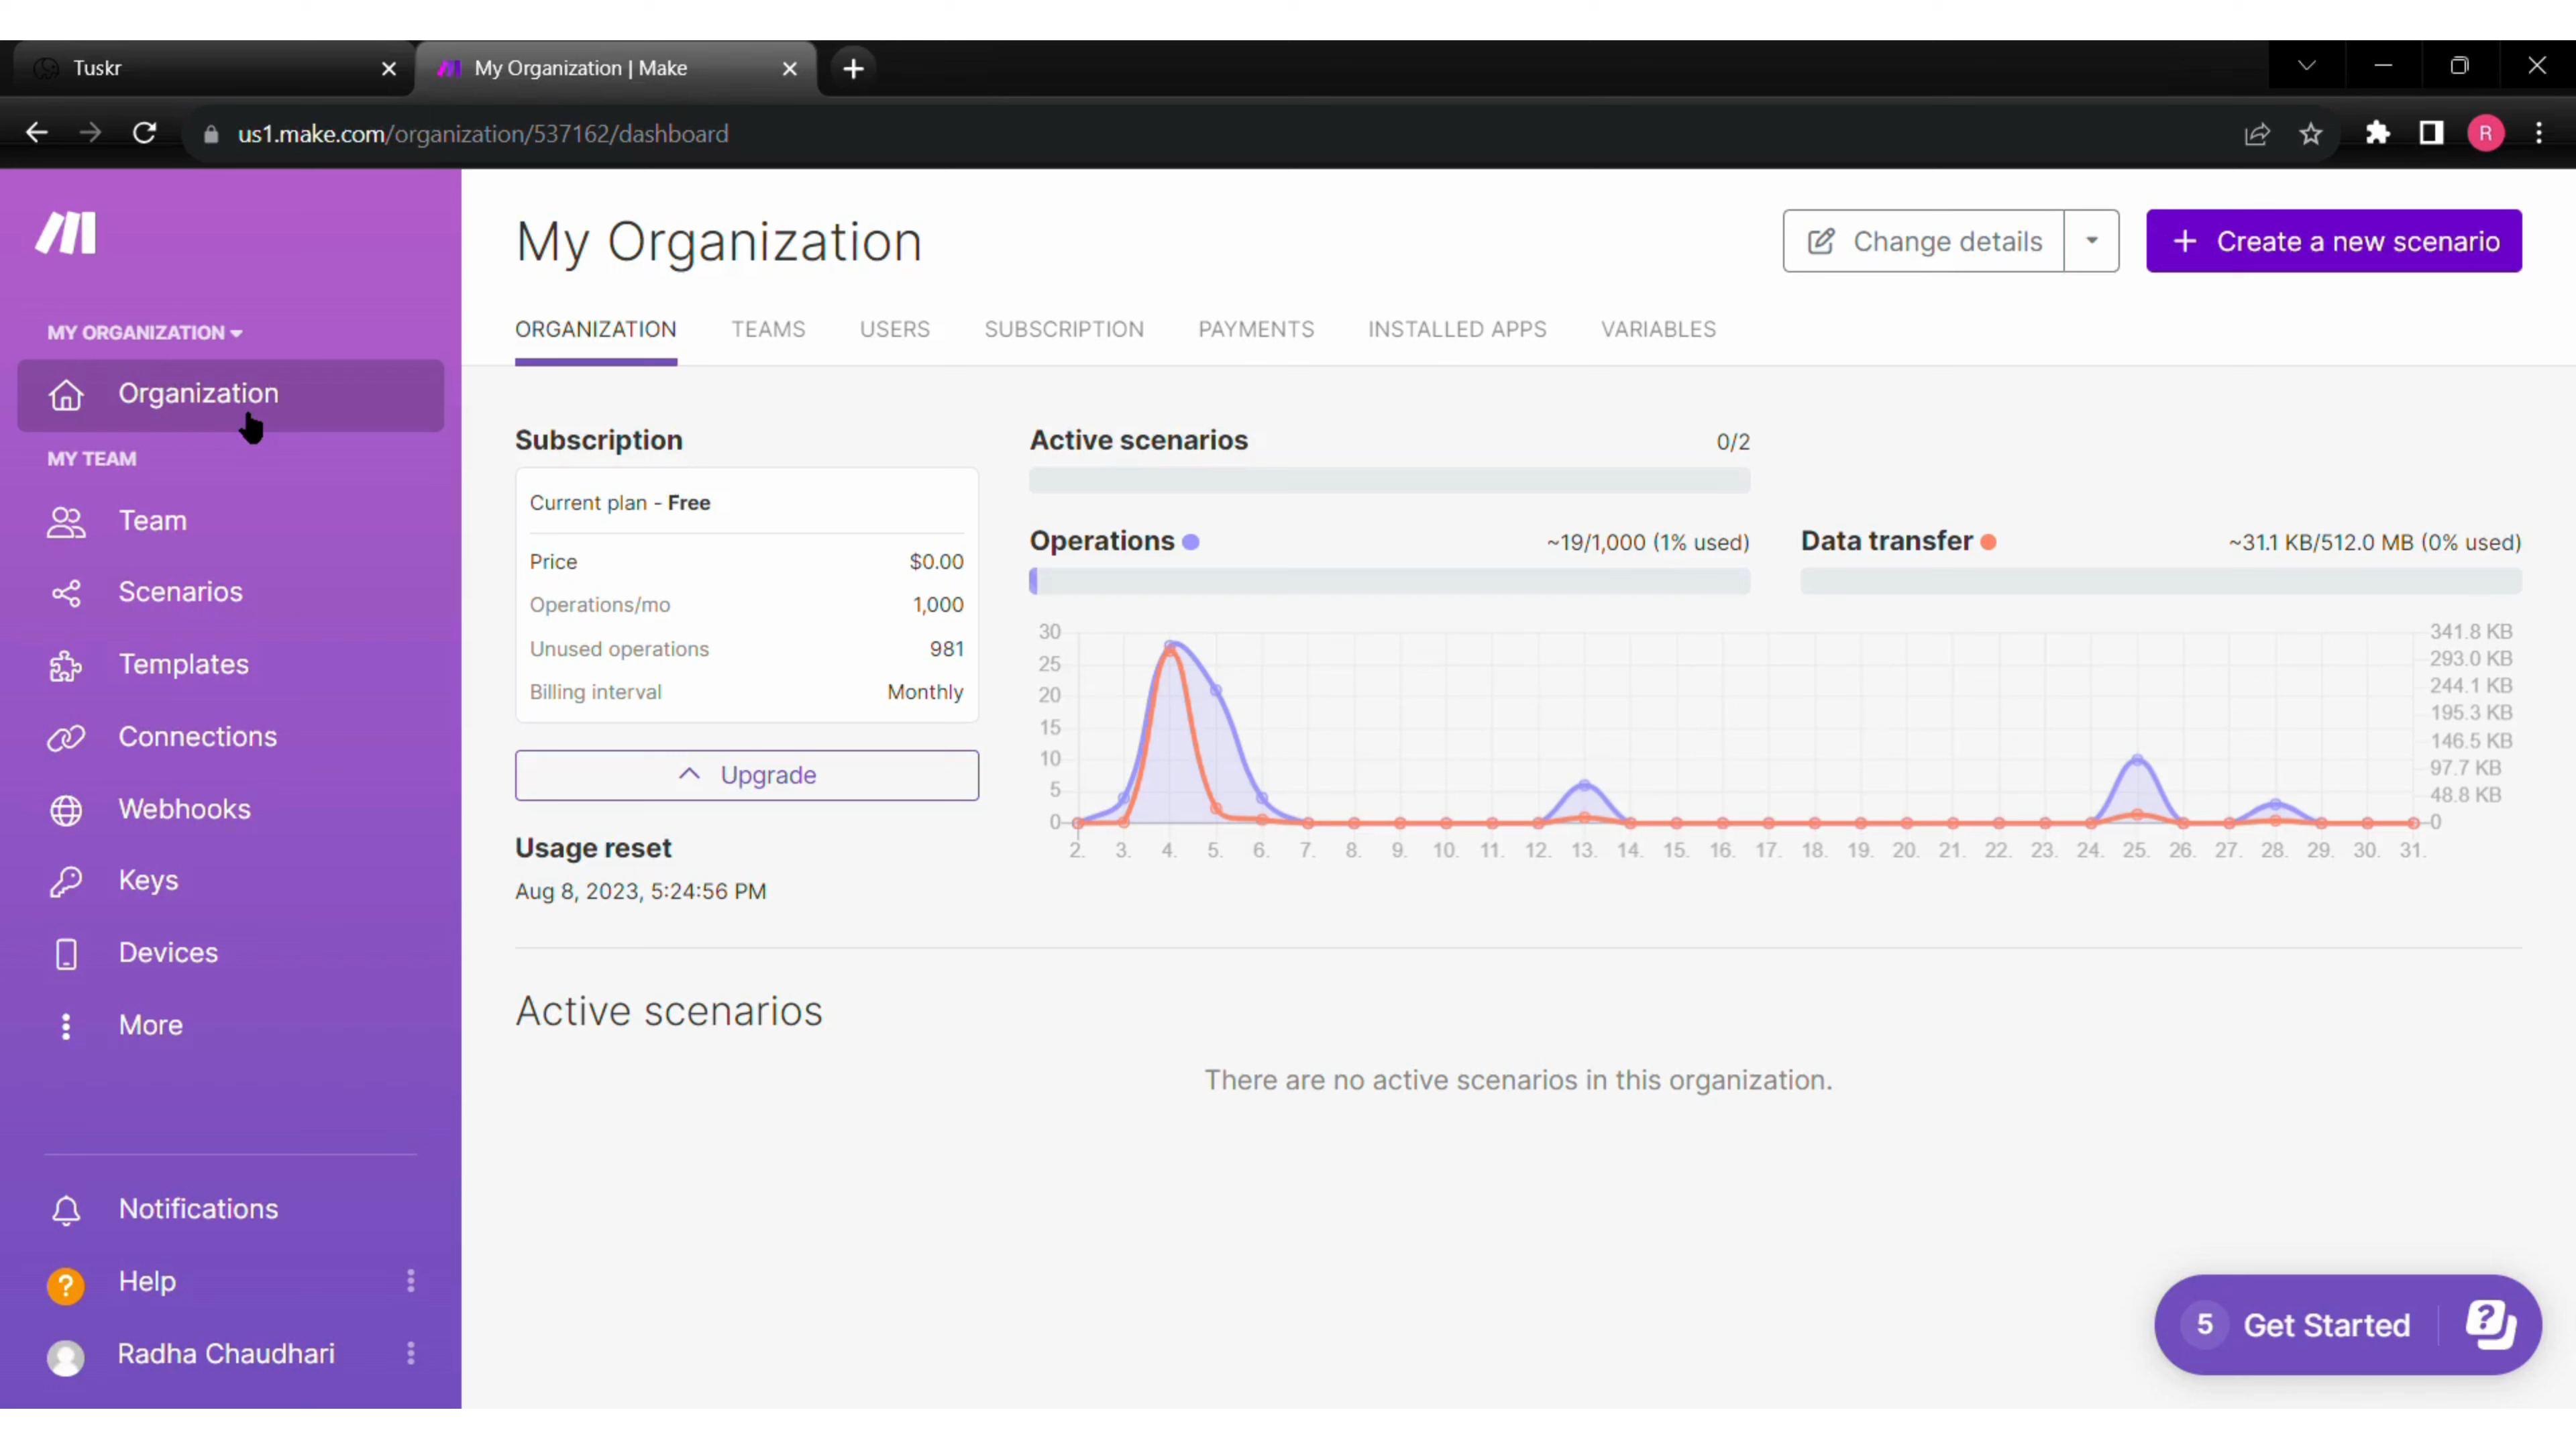 Tuskr
My Organization | Make
us1.make.com/organization/537162/dashboard
R
My Organization
Change details
+ Create a new scenario
MY ORGANIZATION
ORGANIZATION TEAMS USERS SUBSCRIPTION PAYMENTS INSTALLED APPS VARIABLES
Organization
MY TEAM
Team
Scenarios
Templates
Connections
Webhooks
Keys
Devices
More
Notifications
? Help
Radha Chaudhari
Subscription
Current plan - Free
Price $0.00
Operations/mo 1,000
Unused operations 981
Billing interval Monthly
Upgrade
Usage reset
Aug 8, 2023, 5:24:56 PM
Active scenarios 0/2
Operations ~19/1,000 (1% used)
Data transfer ~31.1 KB/512.0 MB (0% used)
30 341.8 KB
25 293.0 KB
20 244.1 KB
15 195.3 KB
10 146.5 KB
5 97.7 KB
0 48.8 KB
0
2. 3. 4. 5. 6. 7. 8. 9. 10. 11. 12. 13. 14. 15. 16. 17. 18. 19. 20. 21. 22. 23. 24. 25. 26. 27. 28. 29. 30. 31.
Active scenarios
There are no active scenarios in this organization.
5 Get Started ?